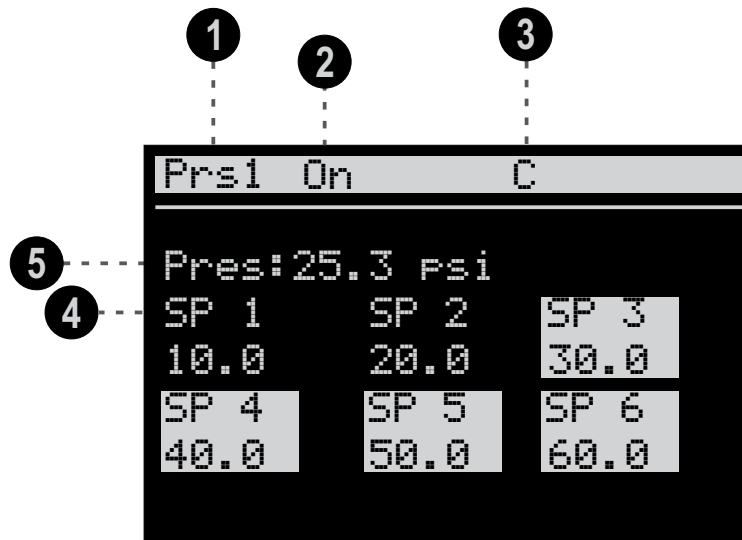 1 2 3
Prs1 On C
5 Pres:25.3 psi
4 SP 1 SP 2 SP 3
10.0 20.0 30.0
SP 4 SP 5 SP 6
40.0 50.0 60.0